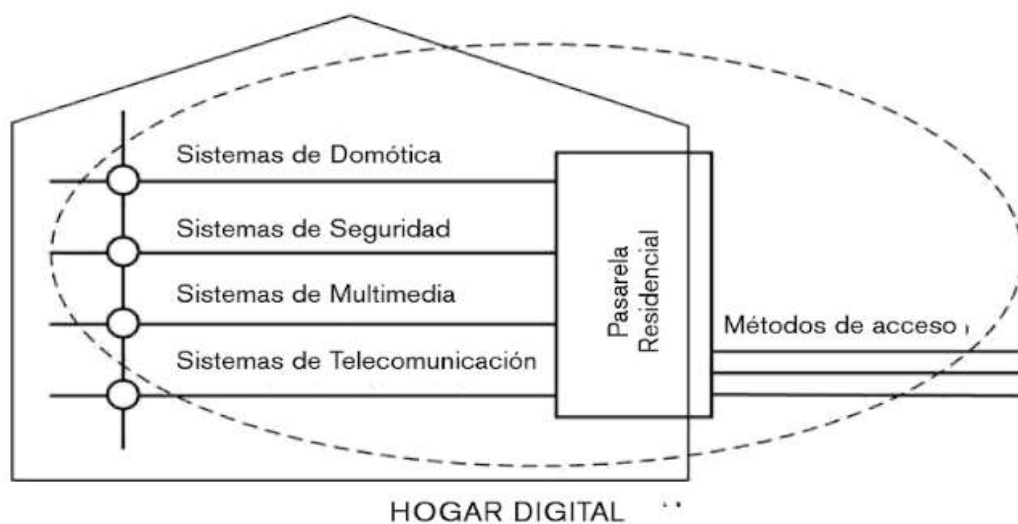 Sistemas de Domótica
Sistemas de Seguridad
Sistemas de Multimedia
Sistemas de Telecomunicación
Pasarela
Residencial
Métodos de acceso
HOGAR DIGITAL